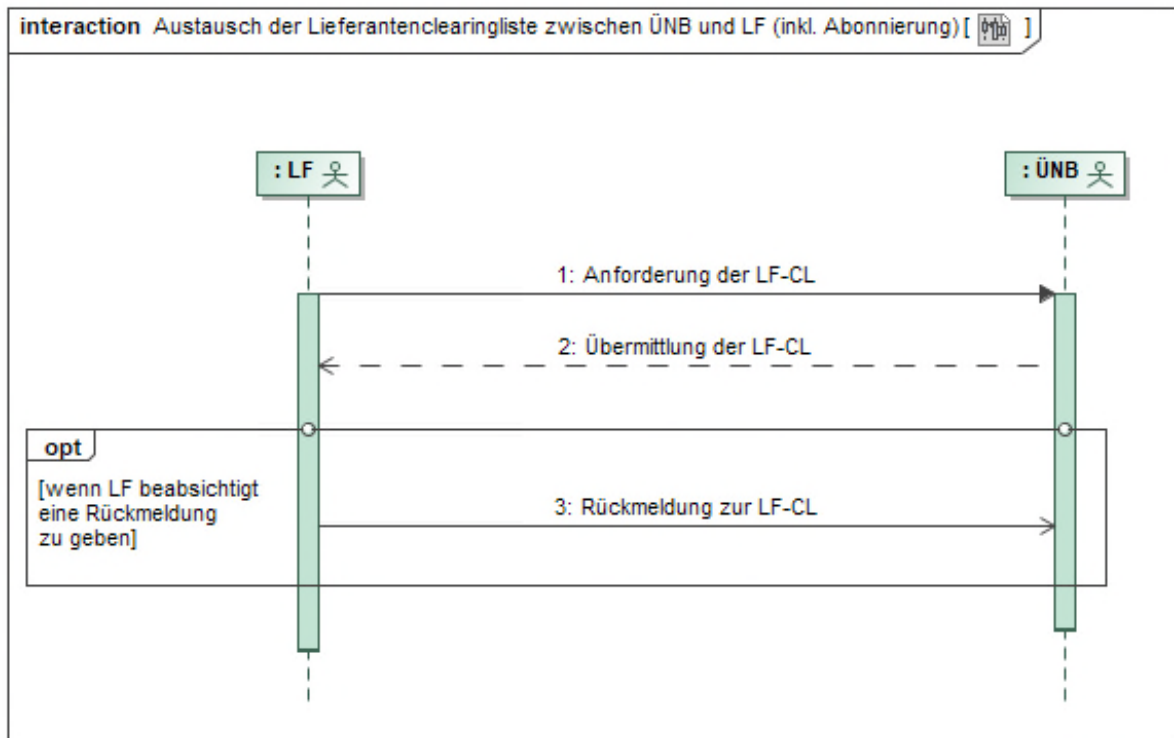 interaction Austausch der Lieferantenclearingliste zwischen ÜNB und LF (inkl. Abonnierung) [ ]
: LF
: ÜNB
1: Anforderung der LF-CL
2: Übermittlung der LF-CL
opt
[wenn LF beabsichtigt
eine Rückmeldung
zu geben]
3: Rückmeldung zur LF-CL